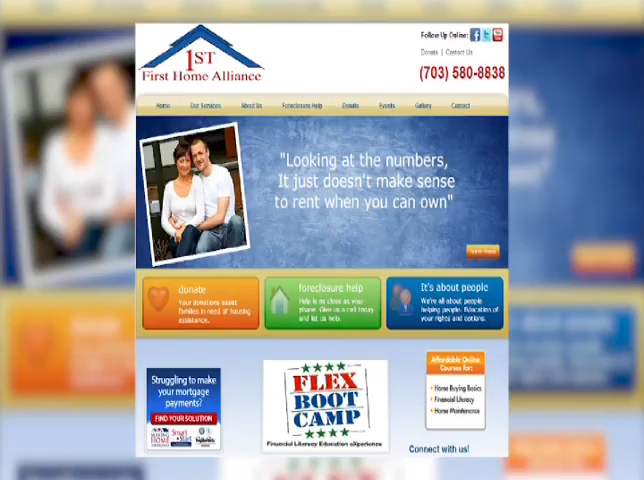 1ST
First Home Alliance
Follow Up Online:
Donate | Contact Us
(703) 580-8838
Home Our Services About Us Foreclosure Help Donate Events Gallery Contact
"Looking at the numbers,
It just doesn't make sense
to rent when you can own"
donate
Your donations assist
families in need of housing
assistance.
foreclosure help
Help is as close as your
phone. Give us a call today
and let us help.
It's about people
We're all about people
helping people. Education of
your rights and options.
Struggling to make
your mortgage
payments?
FIND YOUR SOLUTION
FLEX
BOOT
CAMP
Financial Literacy Education eXperience
Affordable Online
Courses for:
• Home Buying Basics
• Financial Literacy
• Home Maintenance
Connect with us!